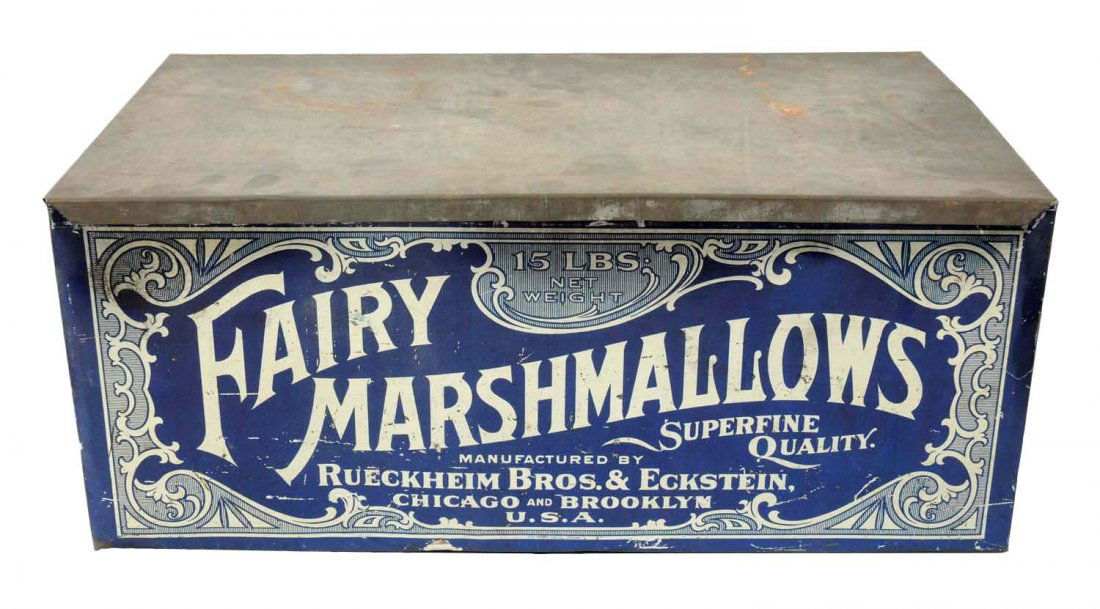 15 LBS.
NET
WEIGHT
FAIRY
MARSHMALLOWS
SUPERFINE
QUALITY.
MANUFACTURED BY
RUECKHEIM BROS. & ECKSTEIN,
CHICAGO AND BROOKLYN
U.S.A.